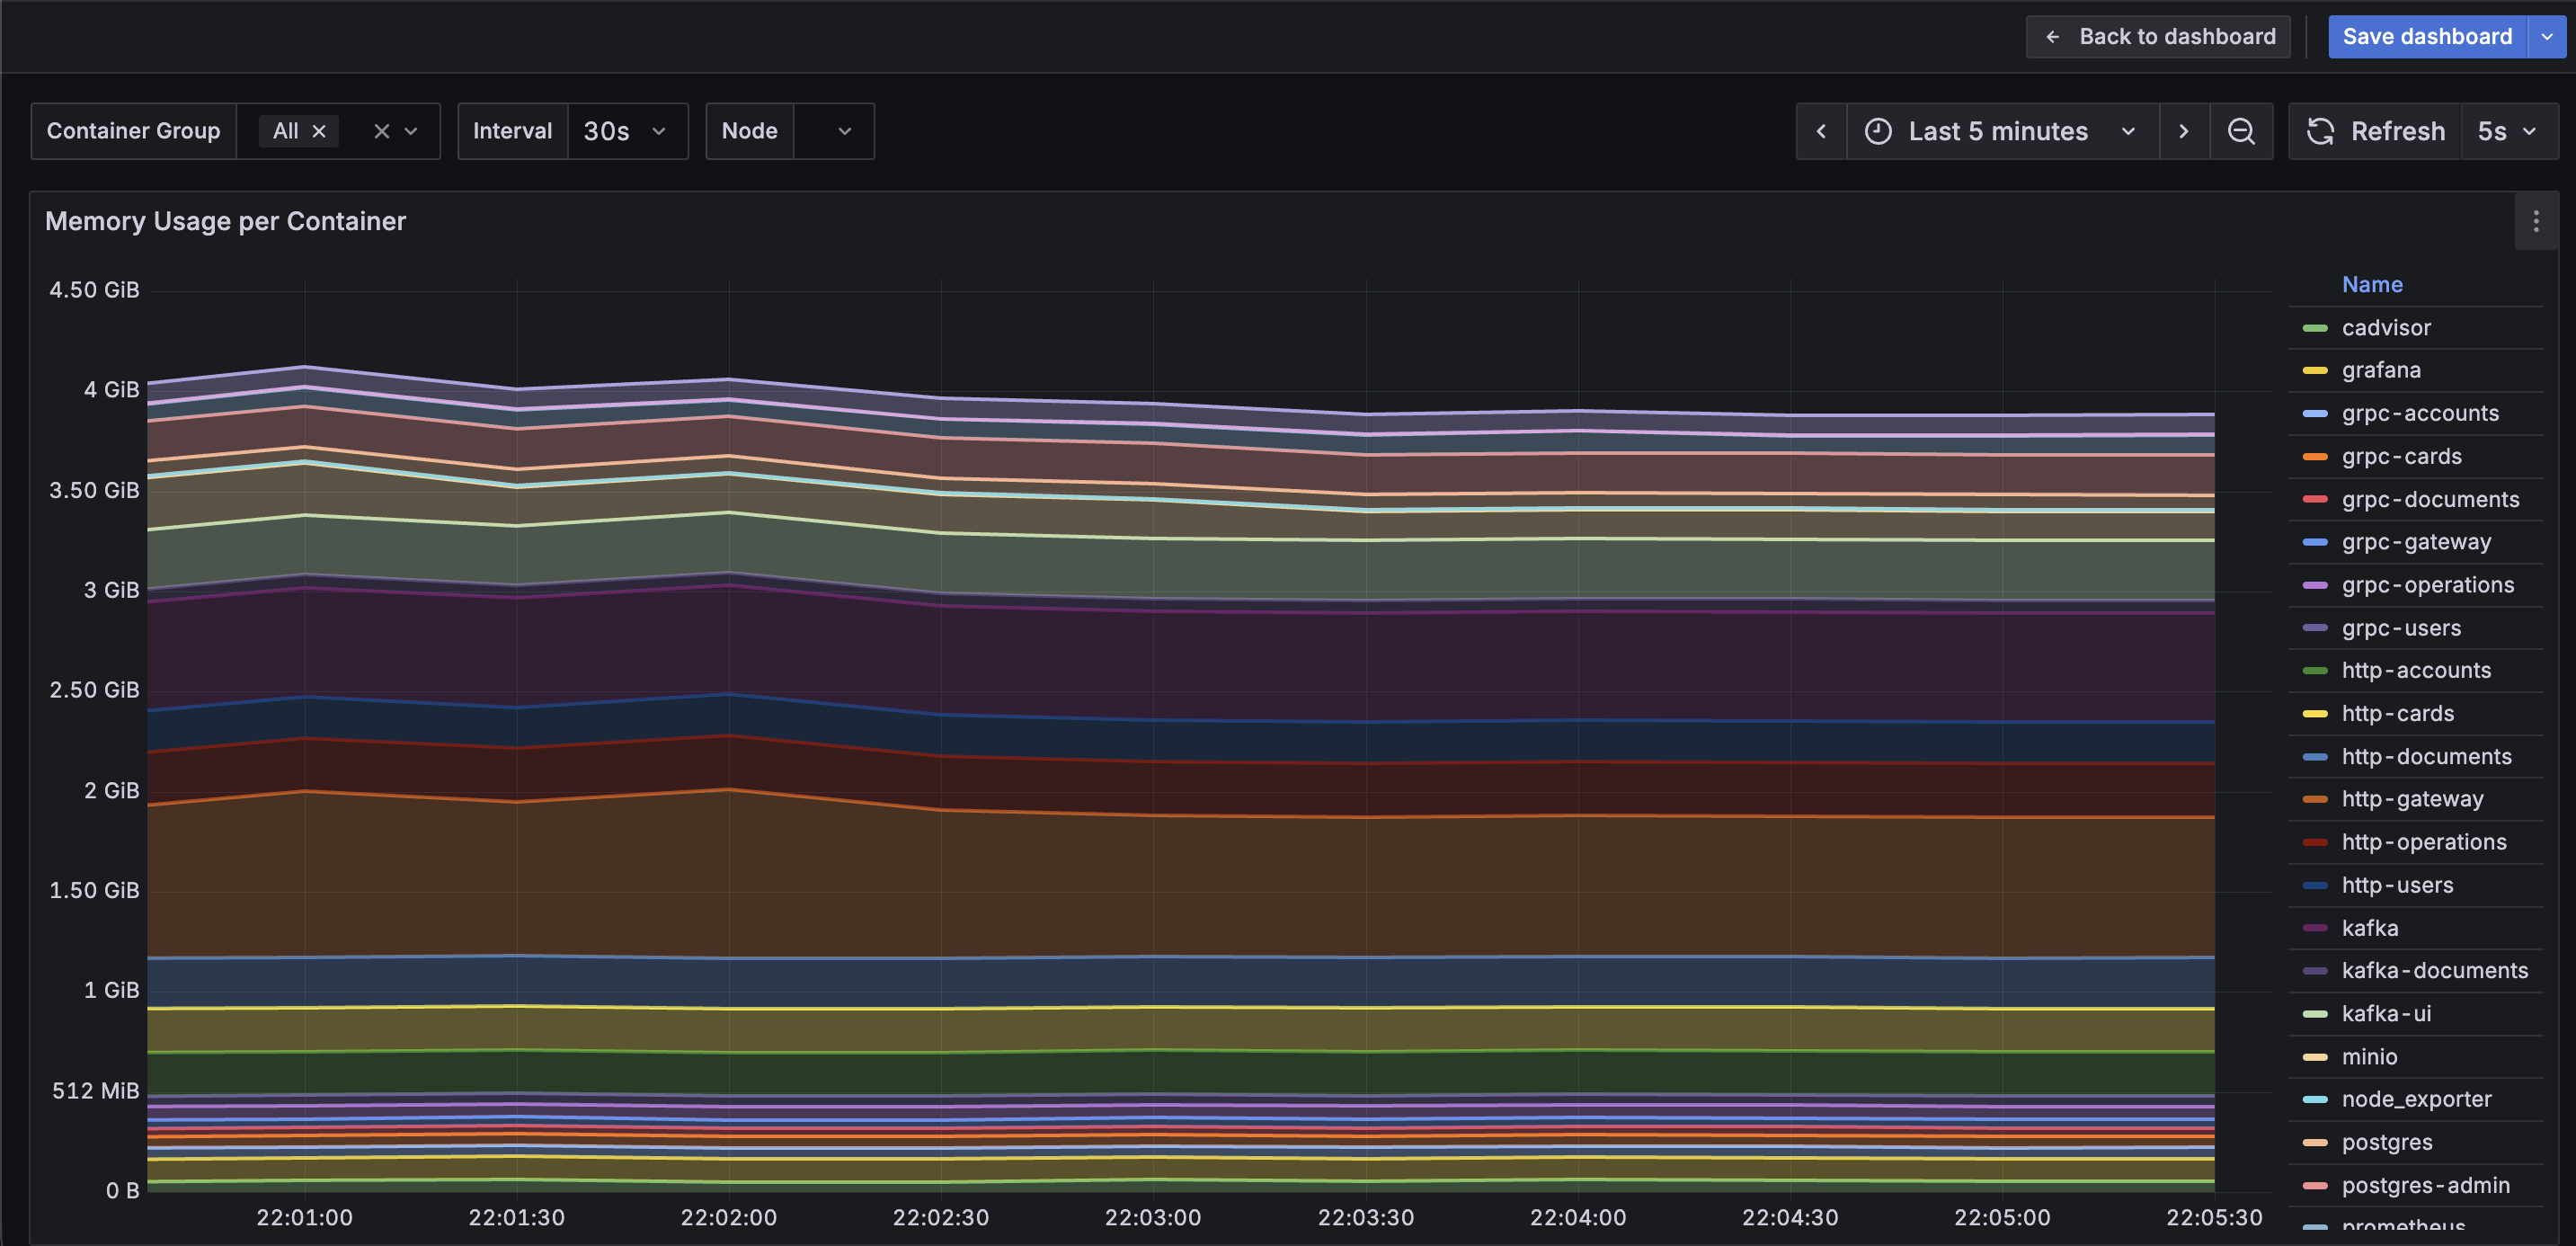 ← Back to dashboard Save dashboard
Container Group All × × Interval 30s Node Last 5 minutes Refresh 5s
Memory Usage per Container
4.50 GiB
4 GiB
3.50 GiB
3 GiB
2.50 GiB
2 GiB
1.50 GiB
1 GiB
512 MiB
0 B
22:01:00 22:01:30 22:02:00 22:02:30 22:03:00 22:03:30 22:04:00 22:04:30 22:05:00 22:05:30
Name
cadvisor
grafana
grpc-accounts
grpc-cards
grpc-documents
grpc-gateway
grpc-operations
grpc-users
http-accounts
http-cards
http-documents
http-gateway
http-operations
http-users
kafka
kafka-documents
kafka-ui
minio
node_exporter
postgres
postgres-admin
prometheus